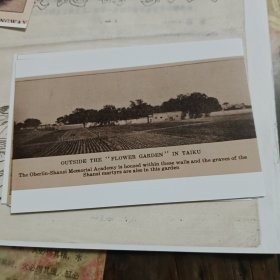 OUTSIDE THE "FLOWER GARDEN" IN TAIKU
The Oberlin-Shansi Memorial Academy is housed within these walls and the graves of the
Shansi martyrs are also in this garden